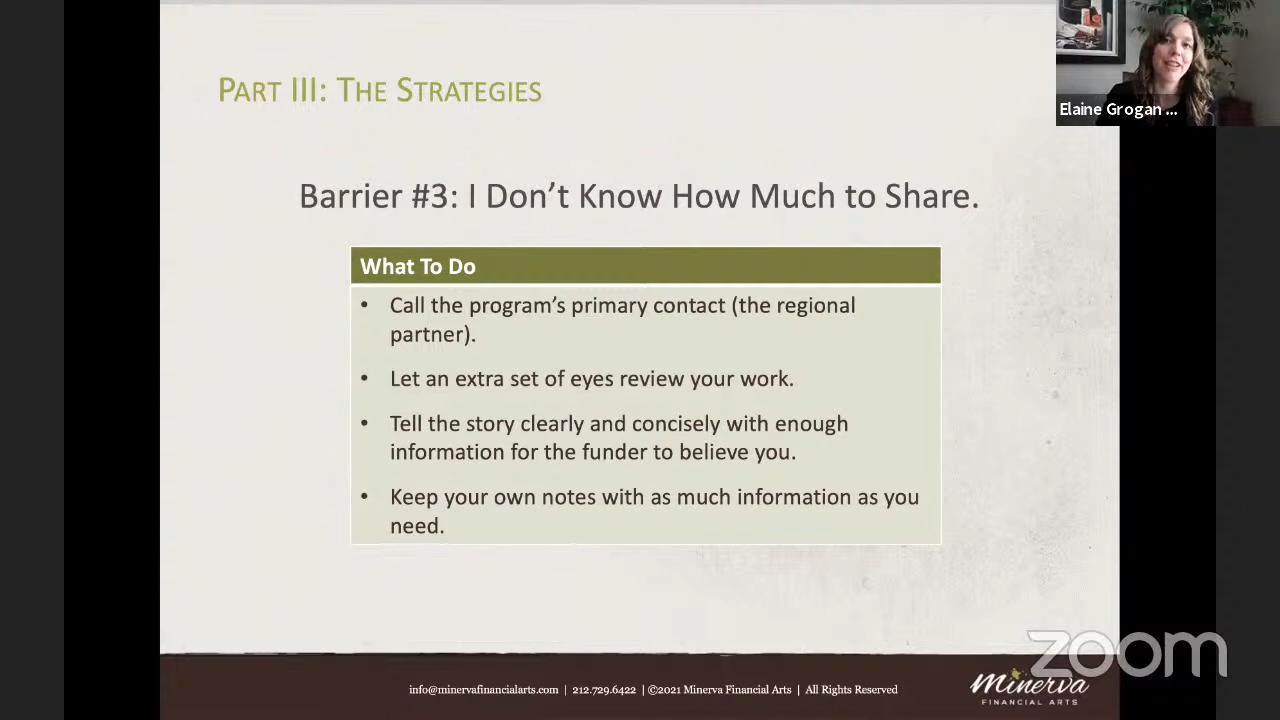 PART III: THE STRATEGIES
Elaine Grogan ...
Barrier #3: I Don’t Know How Much to Share.
What To Do
• Call the program’s primary contact (the regional
partner).
• Let an extra set of eyes review your work.
• Tell the story clearly and concisely with enough
information for the funder to believe you.
• Keep your own notes with as much information as you
need.
zoom
info@minervafinancialarts.com | 212.729.6422 | ©2021 Minerva Financial Arts | All Rights Reserved
Minerva
FINANCIAL ARTS